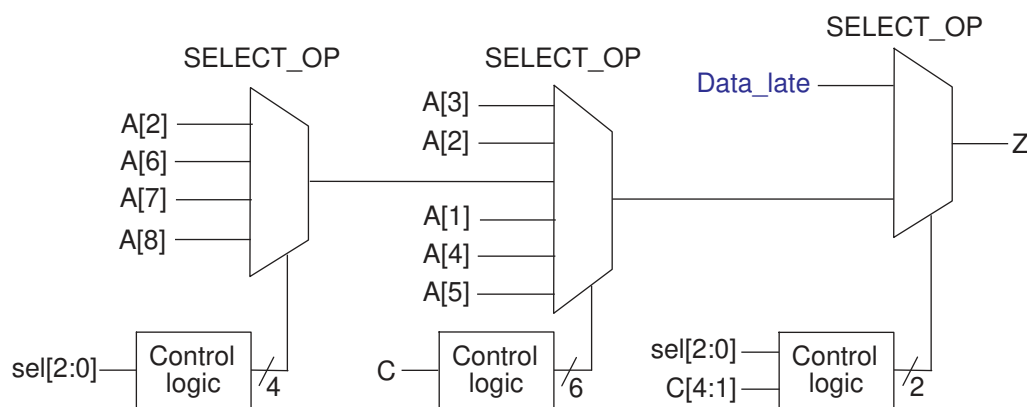 SELECT_OP
SELECT_OP
SELECT_OP
Data_late
A[3]
A[2]
A[2]
A[6]
A[7]
A[8]
Z
A[1]
A[4]
A[5]
sel[2:0]
Control
logic
4
C
Control
logic
6
sel[2:0]
C[4:1]
Control
logic
2